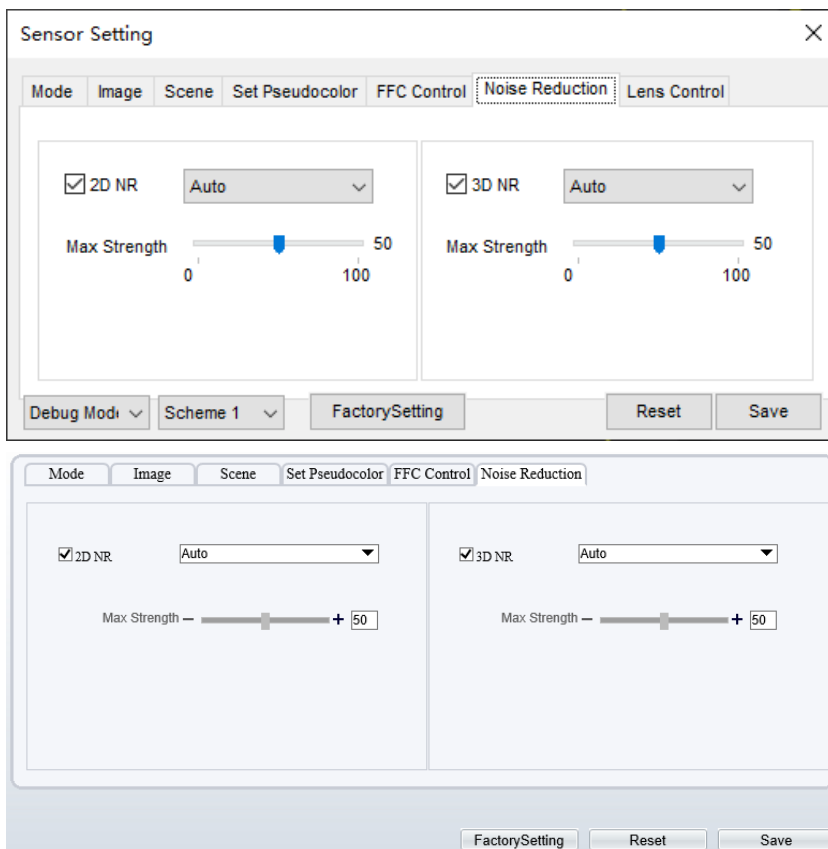 Sensor Setting
Mode Image Scene Set Pseudocolor FFC Control Noise Reduction Lens Control
2D NR Auto 3D NR Auto
Max Strength 50 Max Strength 50
0 100 0 100
Debug Mod Scheme 1 FactorySetting Reset Save
Mode Image Scene Set Pseudocolor FFC Control Noise Reduction
2D NR Auto 3D NR Auto
Max Strength − + 50 Max Strength − + 50
FactorySetting Reset Save